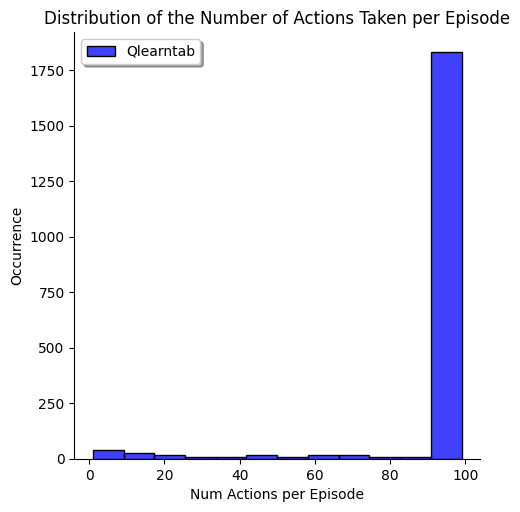 Distribution of the Number of Actions Taken per Episode
Qlearntab
1750
1500
1250
1000
750
500
250
0
Occurrence
0 20 40 60 80 100
Num Actions per Episode